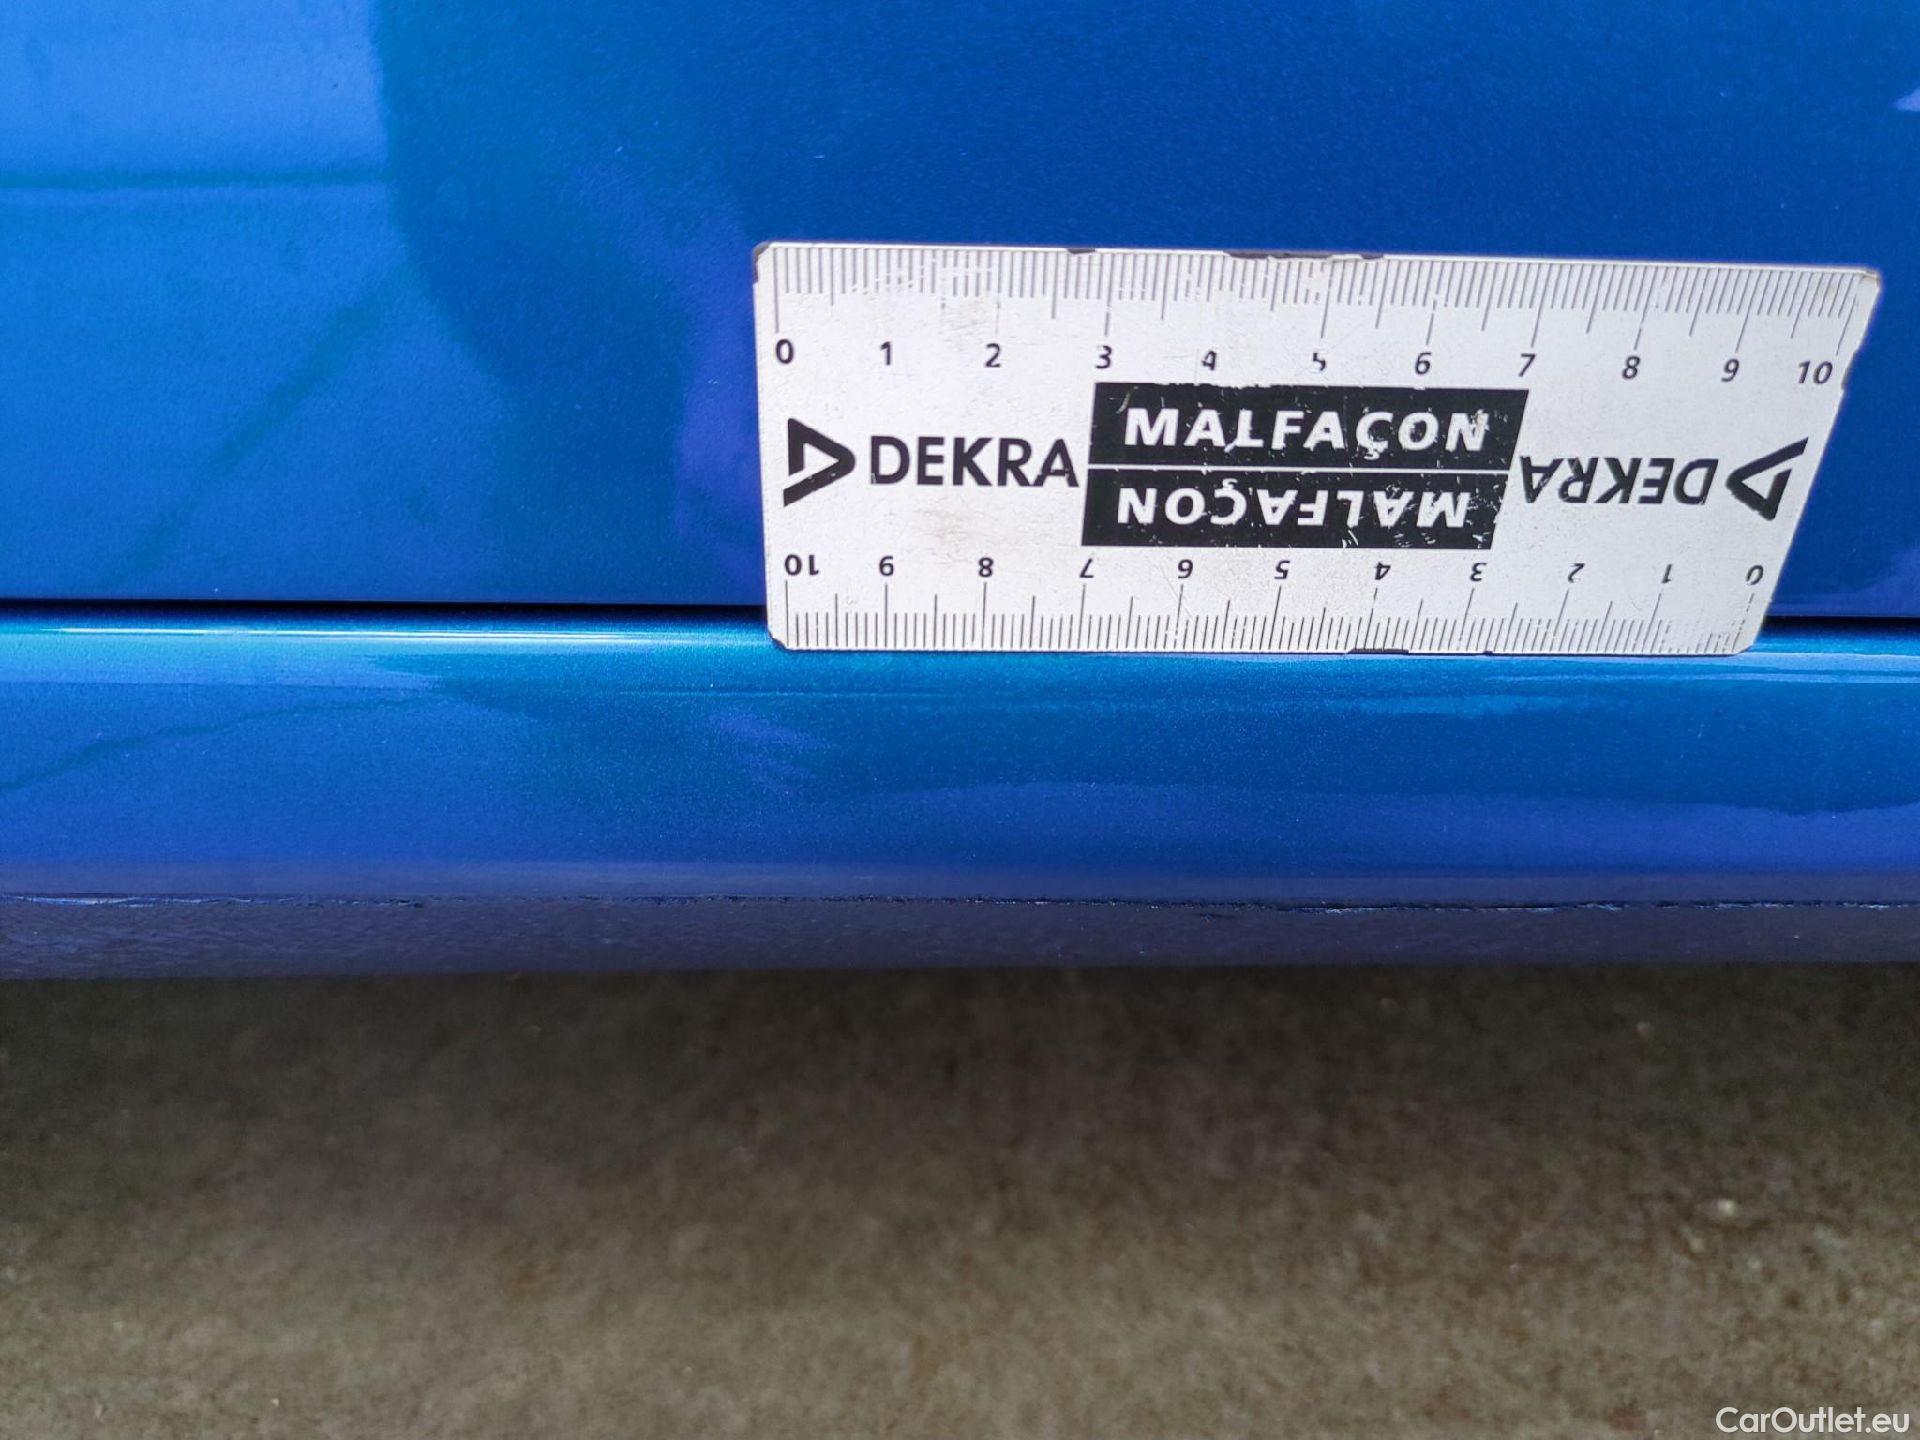 0 1 2 3 4 5 6 7 8 9 10
DEKRA MALFAÇON DEKRA
MALFAÇON
10 9 8 7 6 5 4 3 2 1 0
CarOutlet.eu